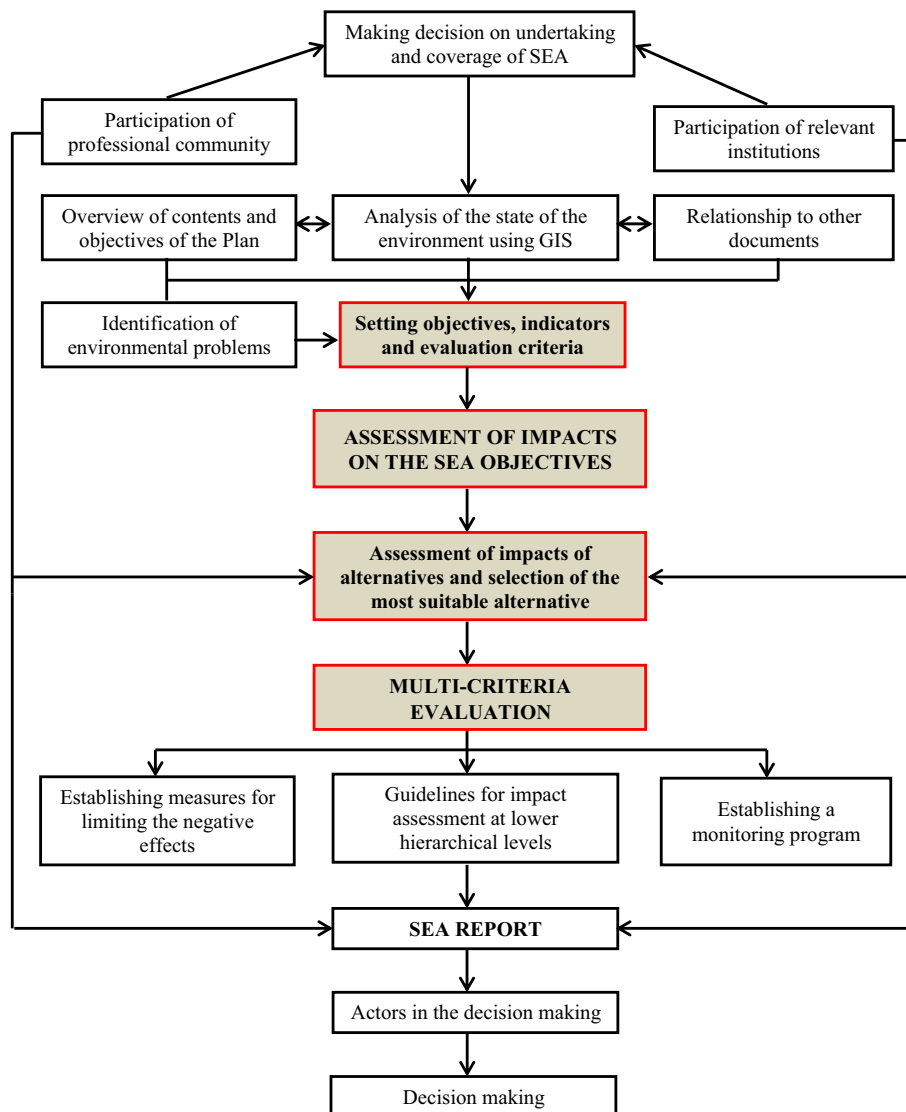 Making decision on undertaking
and coverage of SEA
Participation of
professional community
Participation of relevant
institutions
Overview of contents and
objectives of the Plan
Analysis of the state of the
environment using GIS
Relationship to other
documents
Identification of
environmental problems
Setting objectives, indicators
and evaluation criteria
ASSESSMENT OF IMPACTS
ON THE SEA OBJECTIVES
Assessment of impacts of
alternatives and selection of the
most suitable alternative
MULTI-CRITERIA
EVALUATION
Establishing measures for
limiting the negative
effects
Guidelines for impact
assessment at lower
hierarchical levels
Establishing a
monitoring program
SEA REPORT
Actors in the decision making
Decision making